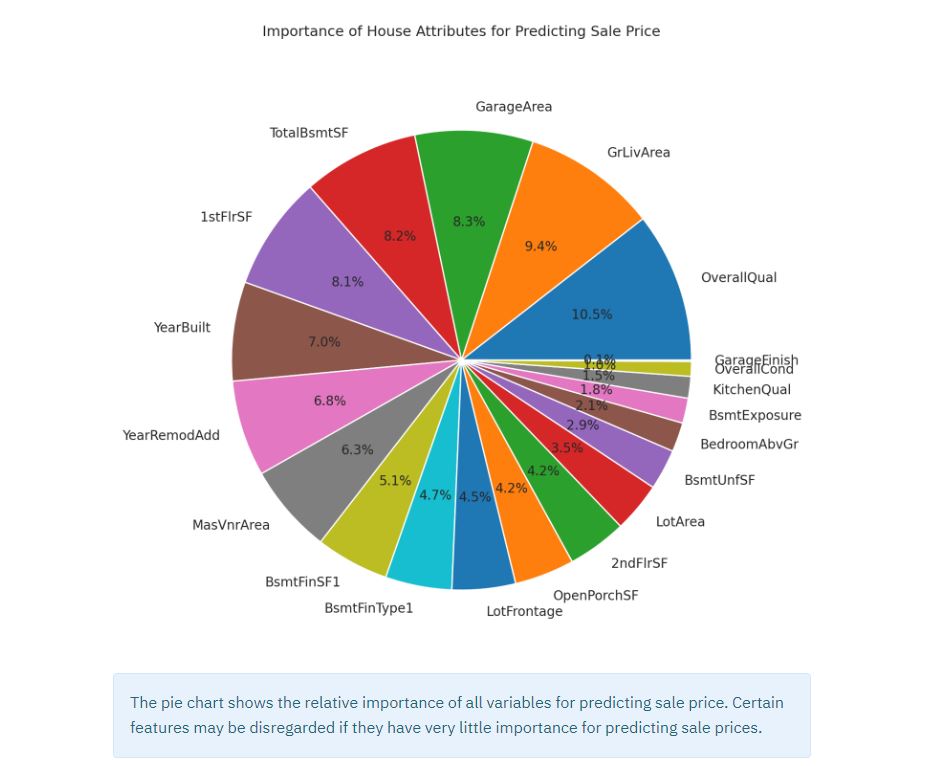 Importance of House Attributes for Predicting Sale Price
GarageArea
TotalBsmtSF
GrLivArea
1stFlrSF
8.3%
8.2%
9.4%
OverallQual
8.1%
10.5%
YearBuilt
7.0%
0.1%
GarageFinish
1.0%
OverallCond
1.5%
KitchenQual
1.8%
6.8%
2.1%
BsmtExposure
2.9%
YearRemodAdd
BedroomAbvGr
6.3%
3.5%
4.2%
BsmtUnfSF
5.1%
4.2%
4.7%
4.5%
LotArea
MasVnrArea
2ndFlrSF
BsmtFinSF1
OpenPorchSF
BsmtFinType1
LotFrontage
The pie chart shows the relative importance of all variables for predicting sale price. Certain
features may be disregarded if they have very little importance for predicting sale prices.